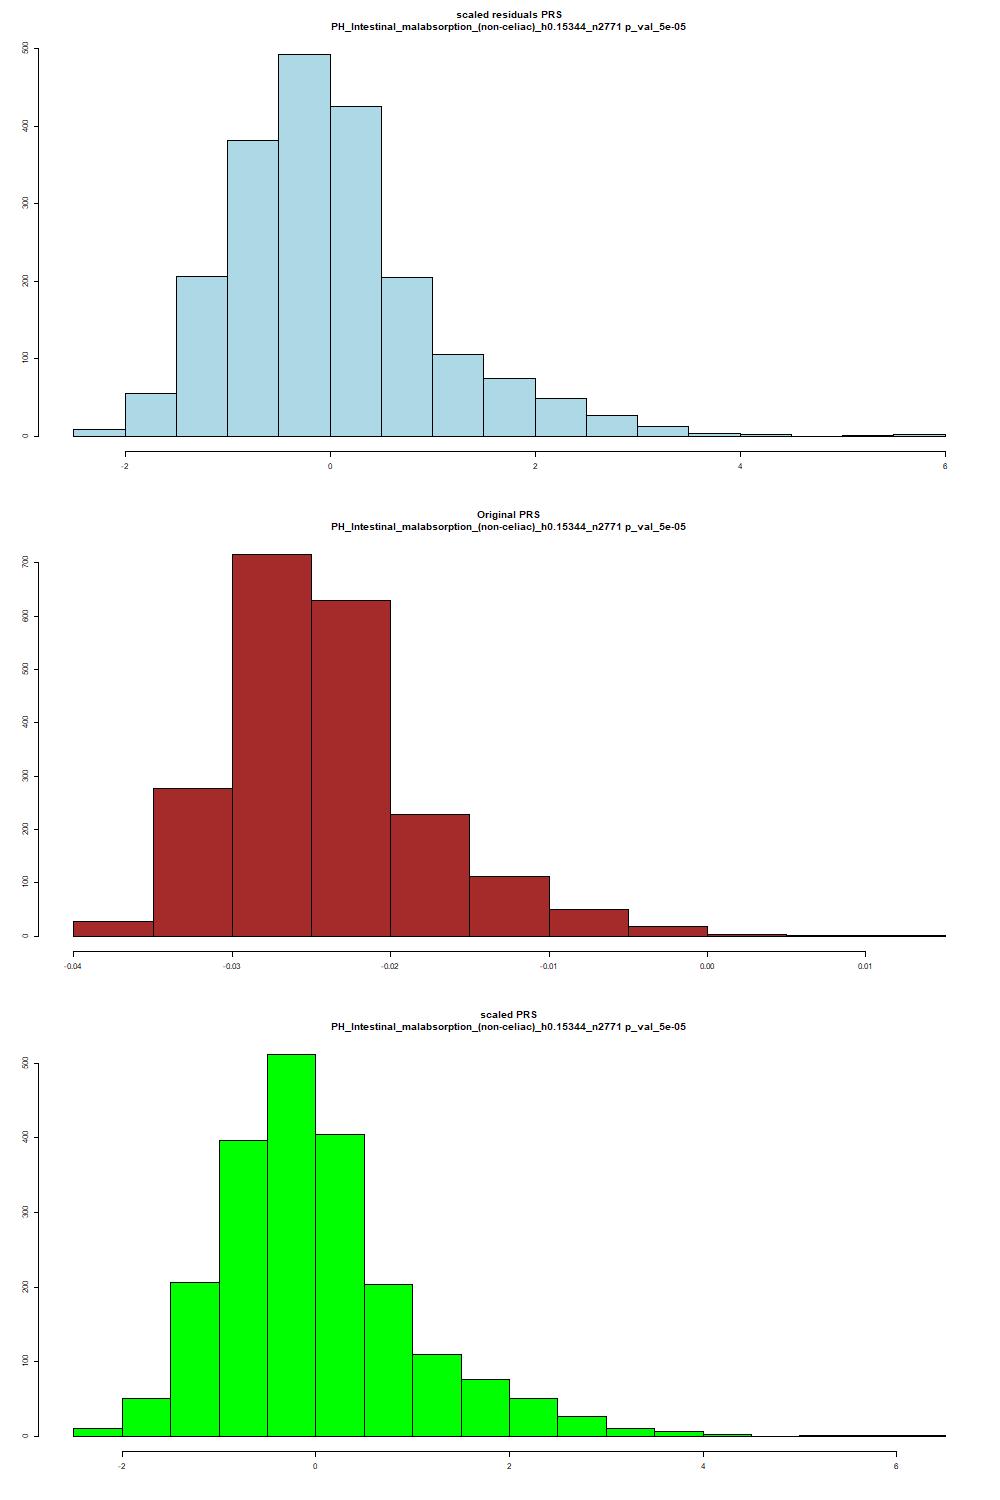 scaled residuals PRS
PH_Intestinal_malabsorption_(non-celiac)_h0.15344_n2771 p_val_5e-05
500
400
300
200
100
0
-2 0 2 4 6
Original PRS
PH_Intestinal_malabsorption_(non-celiac)_h0.15344_n2771 p_val_5e-05
700
600
500
400
300
200
100
0
-0.04 -0.03 -0.02 -0.01 0.00 0.01
scaled PRS
PH_Intestinal_malabsorption_(non-celiac)_h0.15344_n2771 p_val_5e-05
500
400
300
200
100
0
-2 0 2 4 6